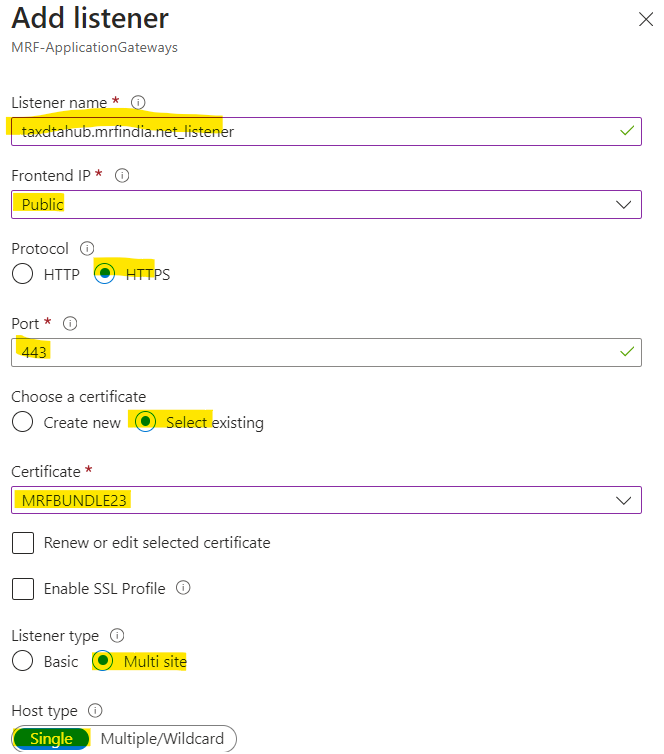 Add listener
MRF-ApplicationGateways
Listener name *
taxdtahub.mrfindia.net_listener
Frontend IP *
Public
Protocol
HTTP HTTPS
Port *
443
Choose a certificate
Create new Select existing
Certificate *
MRFBUNDLE23
Renew or edit selected certificate
Enable SSL Profile
Listener type
Basic Multi site
Host type
Single Multiple/Wildcard